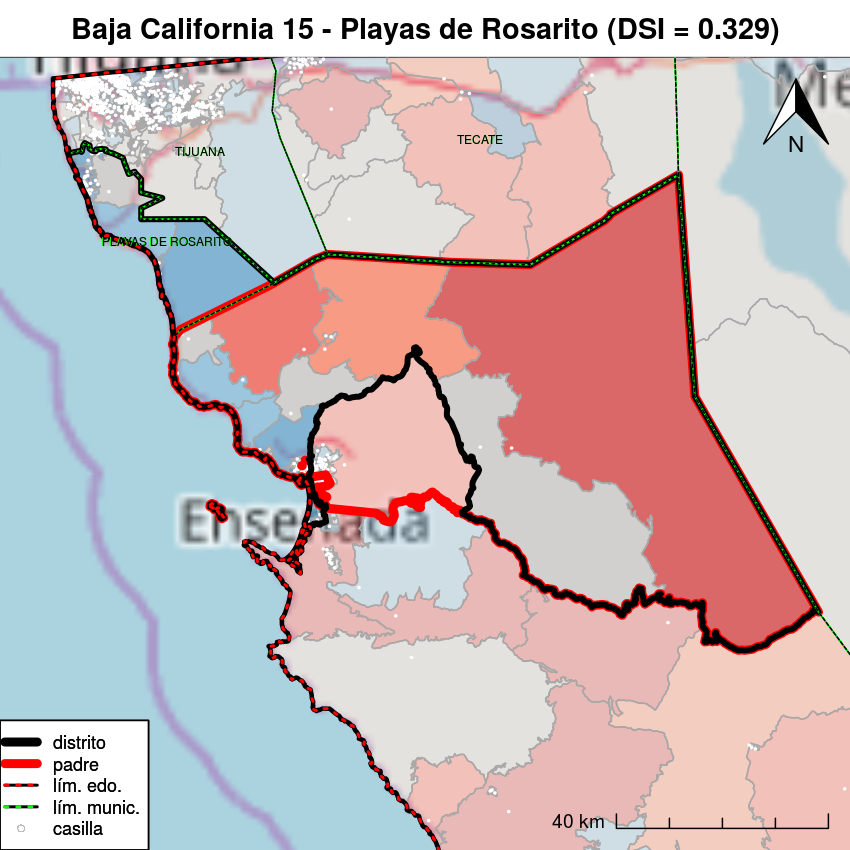 Baja California 15 - Playas de Rosarito (DSI = 0.329)
N
TIJUANA
TECATE
PLAYAS DE ROSARITO
Ensenada
distrito
padre
lím. edo.
lím. munic.
casilla
40 km